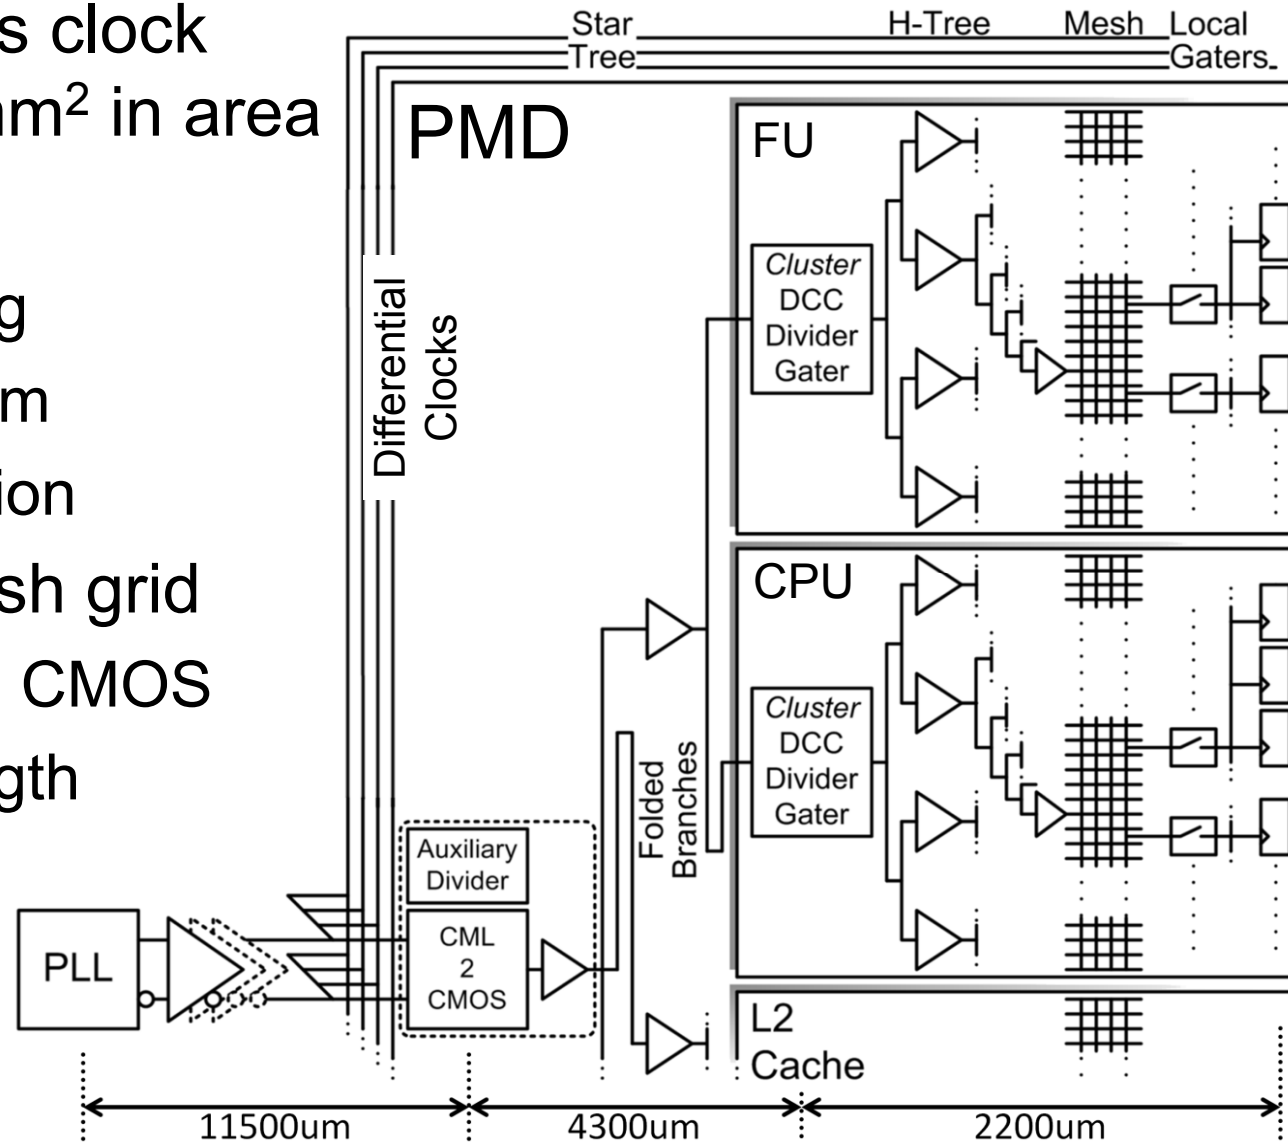 s clock
m² in area
g
m
ion
sh grid
CMOS
gth
Star
Tree
H-Tree
Mesh
Local
Gaters
PMD
Differential
Clocks
FU
Cluster
DCC
Divider
Gater
CPU
Cluster
DCC
Divider
Gater
Folded
Branches
Auxiliary
Divider
CML
2
CMOS
PLL
L2
Cache
11500um
4300um
2200um